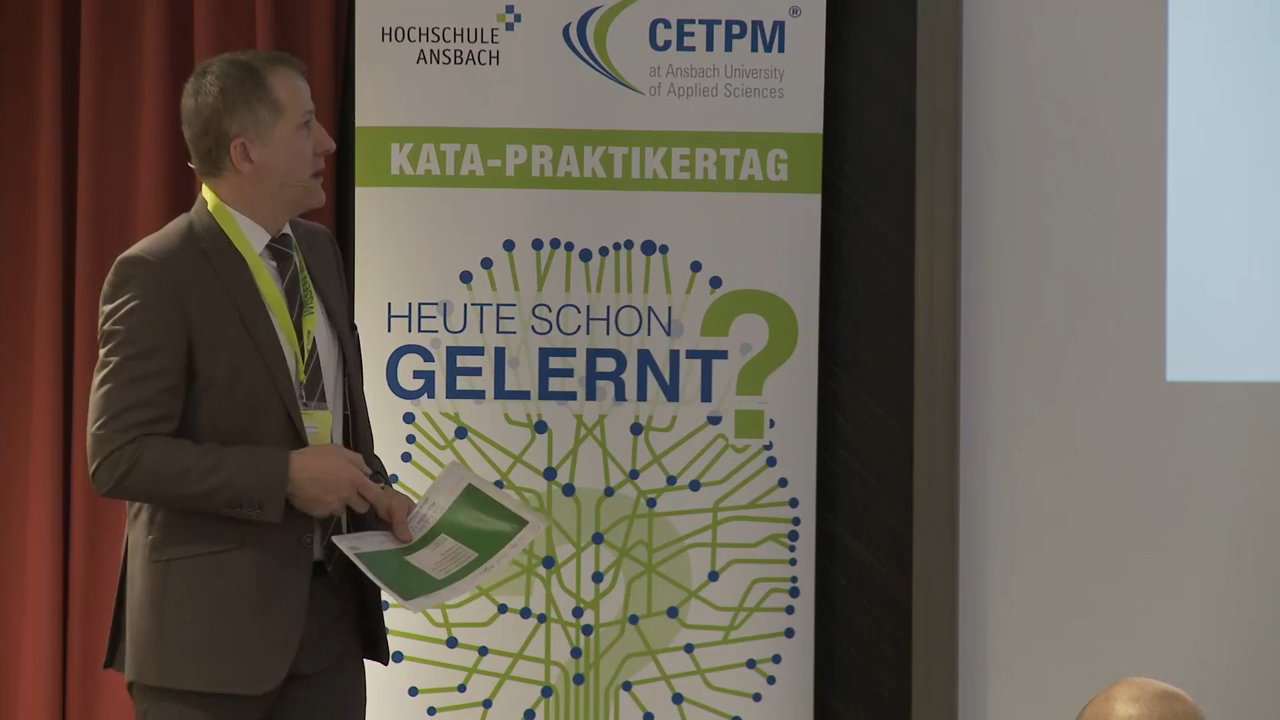 HOCHSCHULE
ANSBACH
CETPM®
at Ansbach University
of Applied Sciences
KATA-PRAKTIKERTAG
HEUTE SCHON
GELERNT?